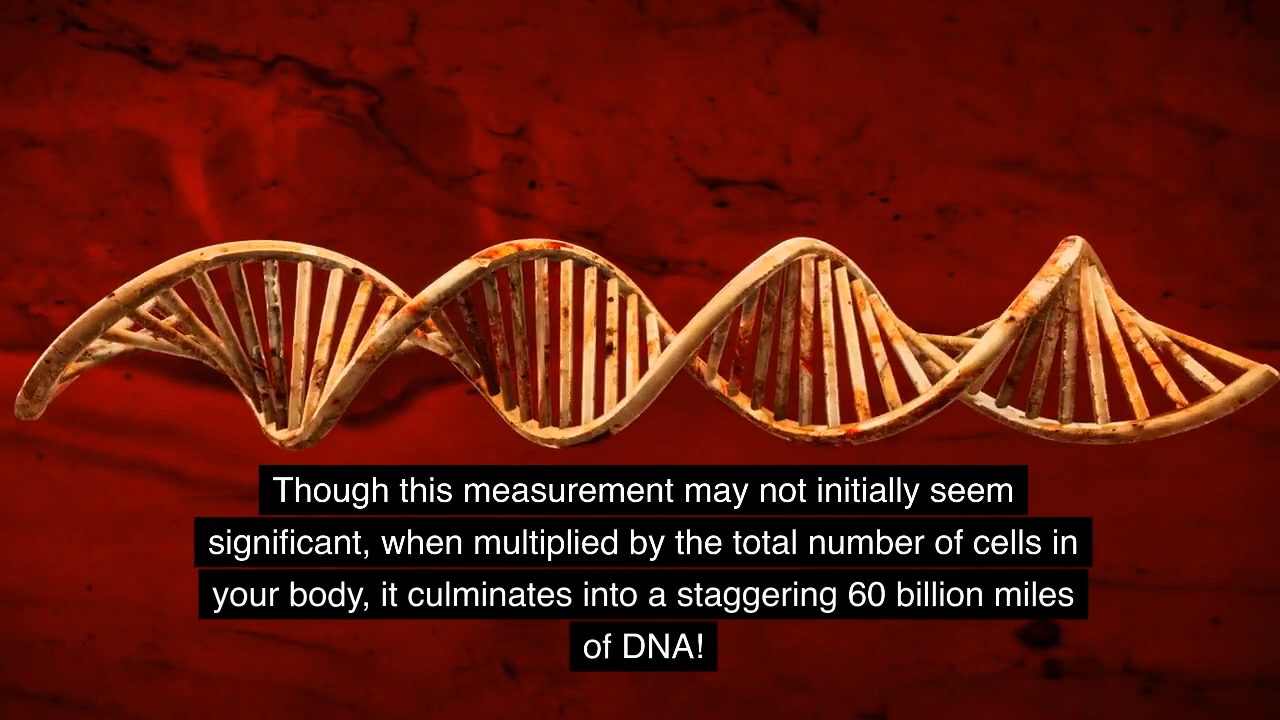 Though this measurement may not initially seem
significant, when multiplied by the total number of cells in
your body, it culminates into a staggering 60 billion miles
of DNA!